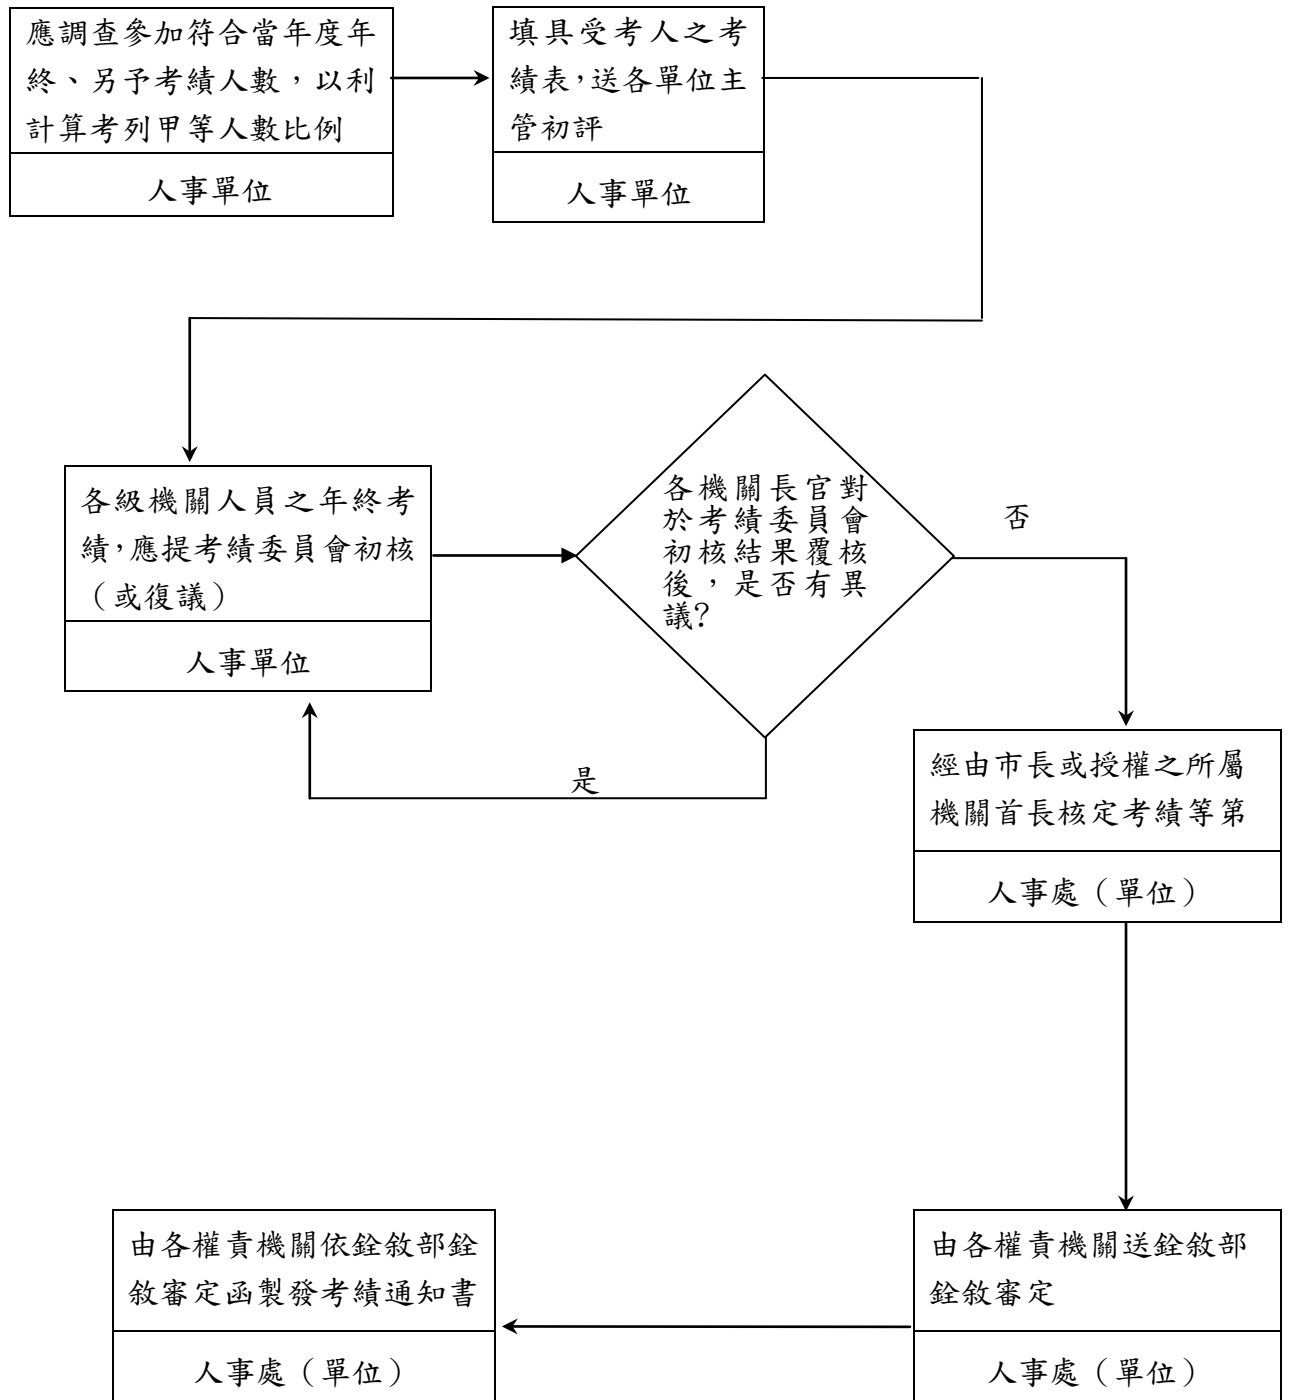 應調查參加符合當年度年
終、另予考績人數，以利
計算考列甲等人數比例
人事單位
填具受考人之考
績表，送各單位主
管初評
人事單位
各級機關人員之年終考
績，應提考績委員會初核
（或復議）
人事單位
各機關長官對
於考績委員會
初核結果覆核
後，是否有異
議？
否
是
經由市長或授權之所屬
機關首長核定考績等第
人事處（單位）
由各權責機關送銓敘部
銓敘審定
人事處（單位）
由各權責機關依銓敘部銓
敘審定函製發考績通知書
人事處（單位）